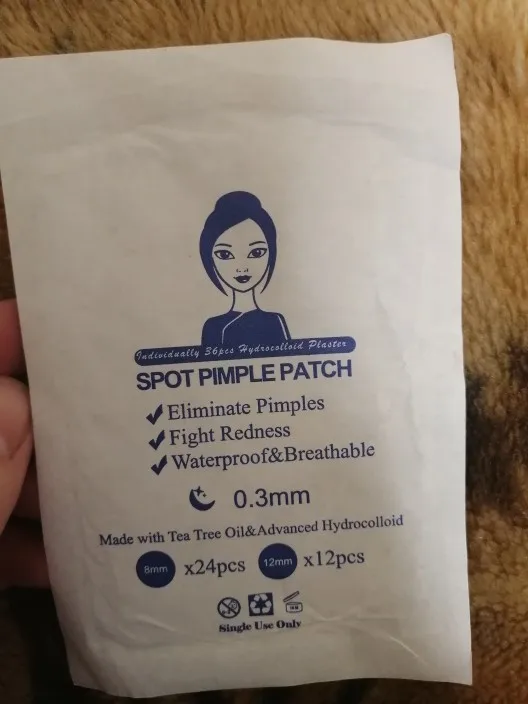 Individually 36pcs Hydrocolloid Plaster
SPOT PIMPLE PATCH
Eliminate Pimples
Fight Redness
Waterproof&Breathable
0.3mm
Made with Tea Tree Oil&Advanced Hydrocolloid
8mm x24pcs 12mm x12pcs
Single Use Only